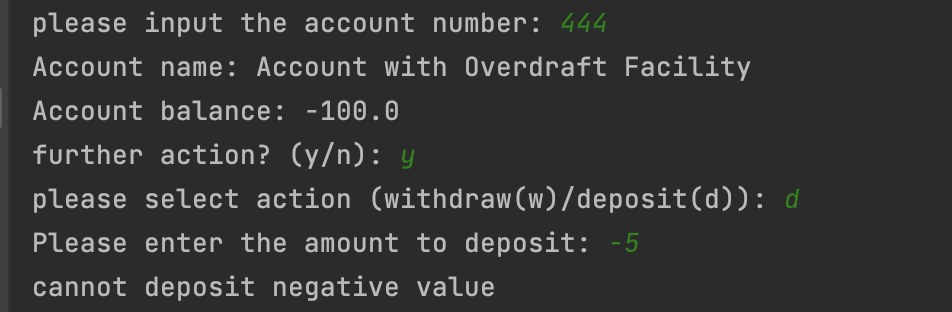 please input the account number: 444
Account name: Account with Overdraft Facility
Account balance: -100.0
further action? (y/n): y
please select action (withdraw(w)/deposit(d)): d
Please enter the amount to deposit: -5
cannot deposit negative value